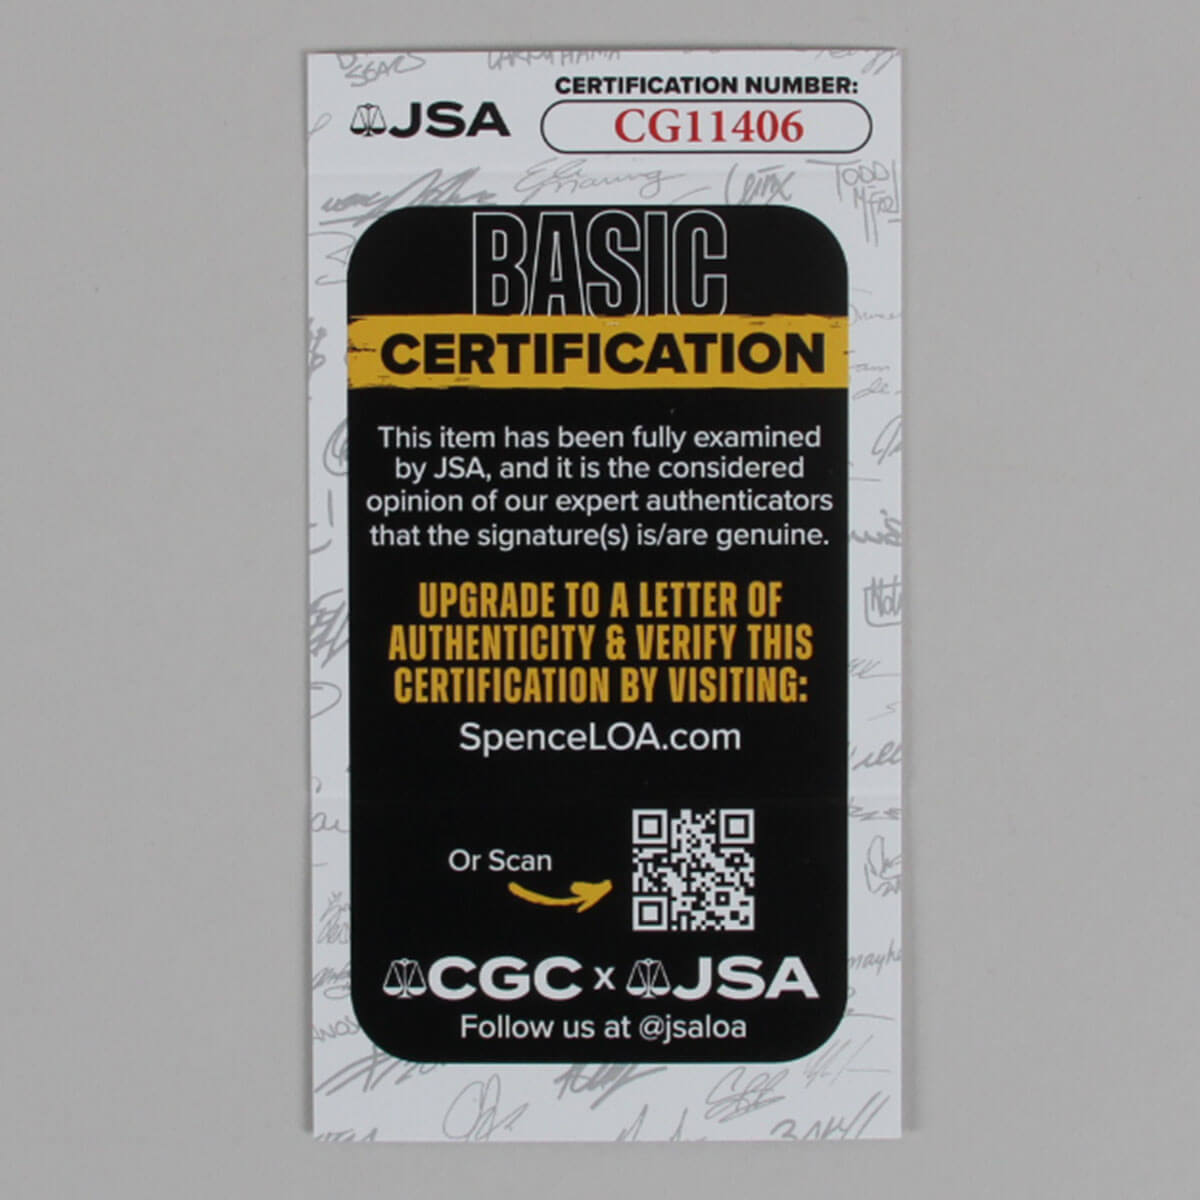 JSA
CERTIFICATION NUMBER:
CG11406
BASIC
CERTIFICATION
This item has been fully examined
by JSA, and it is the considered
opinion of our expert authenticators
that the signature(s) is/are genuine.
UPGRADE TO A LETTER OF
AUTHENTICITY & VERIFY THIS
CERTIFICATION BY VISITING:
SpenceLOA.com
Or Scan
CGC x JSA
Follow us at @jsaloa